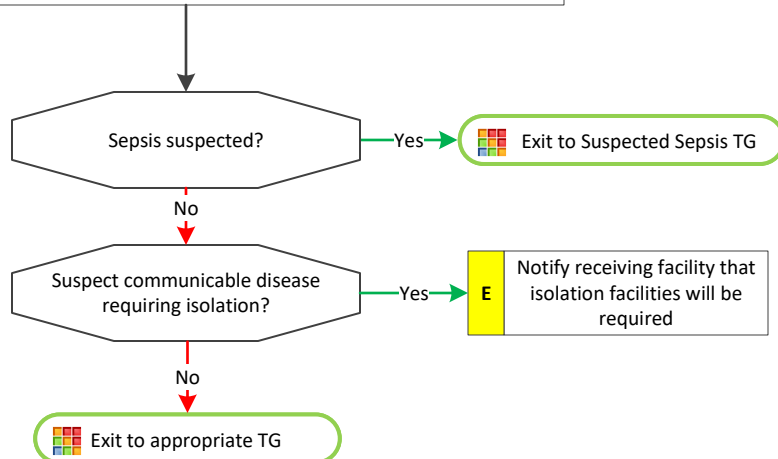 Sepsis suspected?
Yes
Exit to Suspected Sepsis TG
No
Suspect communicable disease
requiring isolation?
Yes
E
Notify receiving facility that
isolation facilities will be
required
No
Exit to appropriate TG